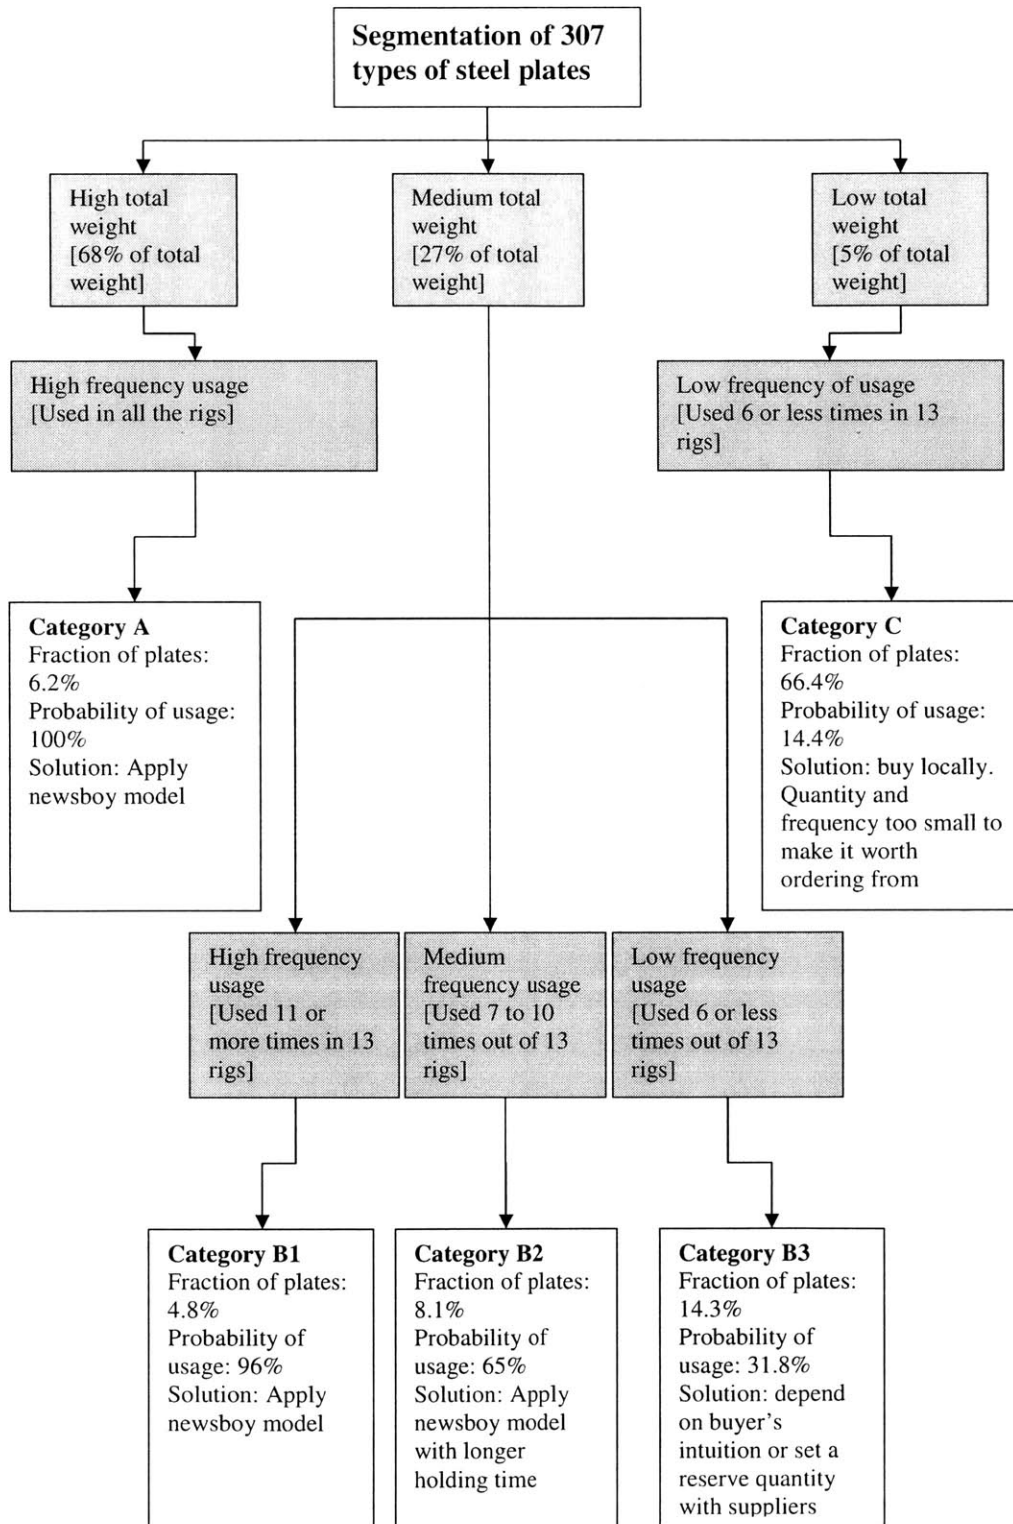 Segmentation of 307
types of steel plates
High total
weight
[68% of total
weight]
Medium total
weight
[27% of total
weight]
Low total
weight
[5% of total
weight]
High frequency usage
[Used in all the rigs]
Low frequency of usage
[Used 6 or less times in 13
rigs]
Category A
Fraction of plates:
6.2%
Probability of usage:
100%
Solution: Apply
newsboy model
Category C
Fraction of plates:
66.4%
Probability of usage:
14.4%
Solution: buy locally.
Quantity and
frequency too small to
make it worth
ordering from
High frequency
usage
[Used 11 or
more times in 13
rigs]
Medium
frequency usage
[Used 7 to 10
times out of 13
rigs]
Low frequency
usage
[Used 6 or less
times out of 13
rigs]
Category B1
Fraction of plates:
4.8%
Probability of
usage: 96%
Solution: Apply
newsboy model
Category B2
Fraction of plates:
8.1%
Probability of
usage: 65%
Solution: Apply
newsboy model
with longer
holding time
Category B3
Fraction of plates:
14.3%
Probability of
usage: 31.8%
Solution: depend
on buyer's
intuition or set a
reserve quantity
with suppliers